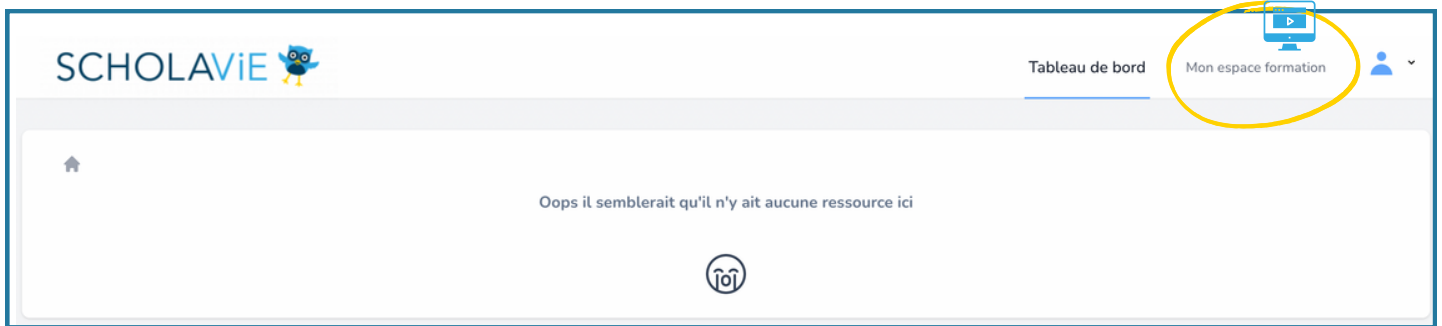 SCHOLAViE
Tableau de bord
Mon espace formation
Oops il semblerait qu'il n'y ait aucune ressource ici